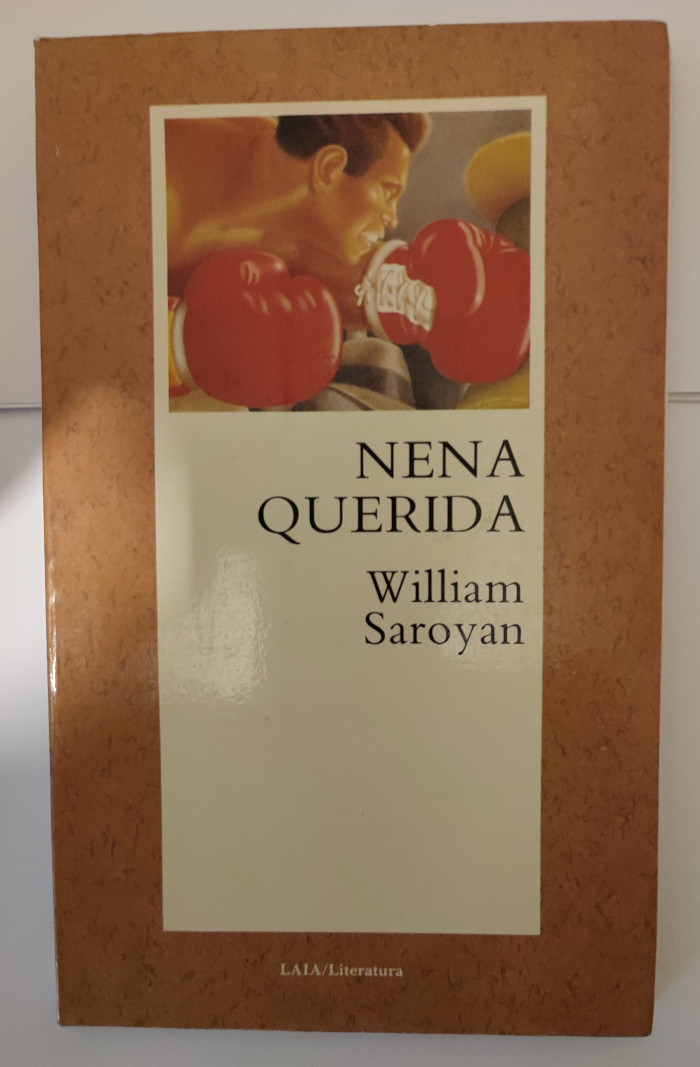 NENA
QUERIDA
William
Saroyan
LAIA/Literatura